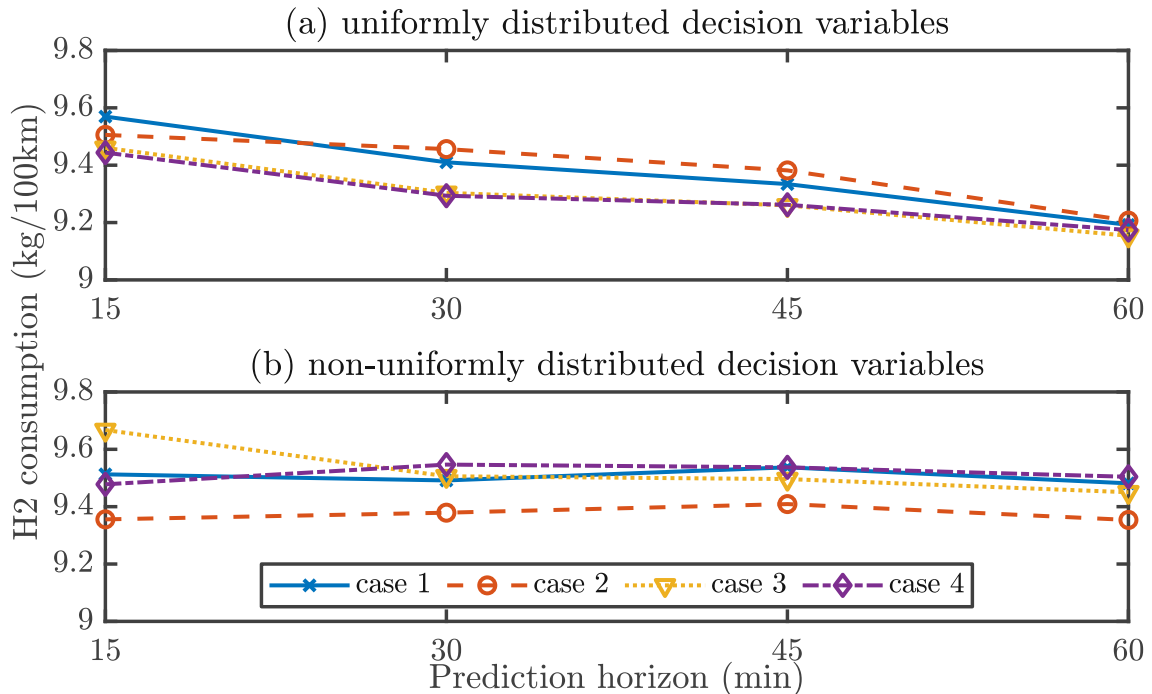 (a) uniformly distributed decision variables
9.8
9.6
9.4
9.2
9
15 30 45 60
H2 consumption (kg/100km)
(b) non-uniformly distributed decision variables
9.8
9.6
9.4
9.2
9
case 1 case 2 case 3 case 4
15 30 45 60
Prediction horizon (min)